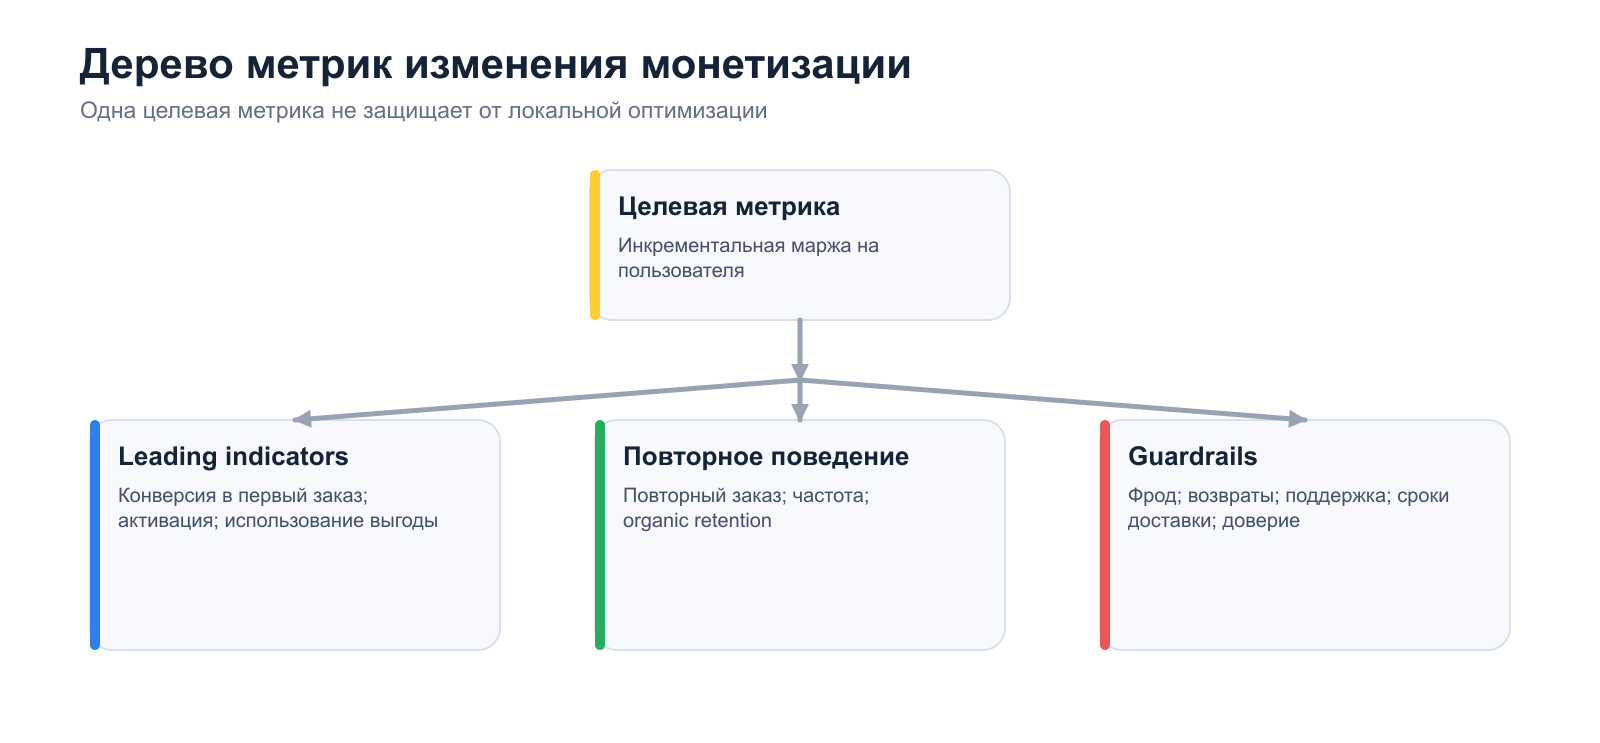 Дерево метрик изменения монетизации
Одна целевая метрика не защищает от локальной оптимизации
Целевая метрика
Инкрементальная маржа на
пользователя
Leading indicators
Конверсия в первый заказ;
активация; использование выгоды
Повторное поведение
Повторный заказ; частота;
organic retention
Guardrails
Фрод; возвраты; поддержка; сроки
доставки; доверие